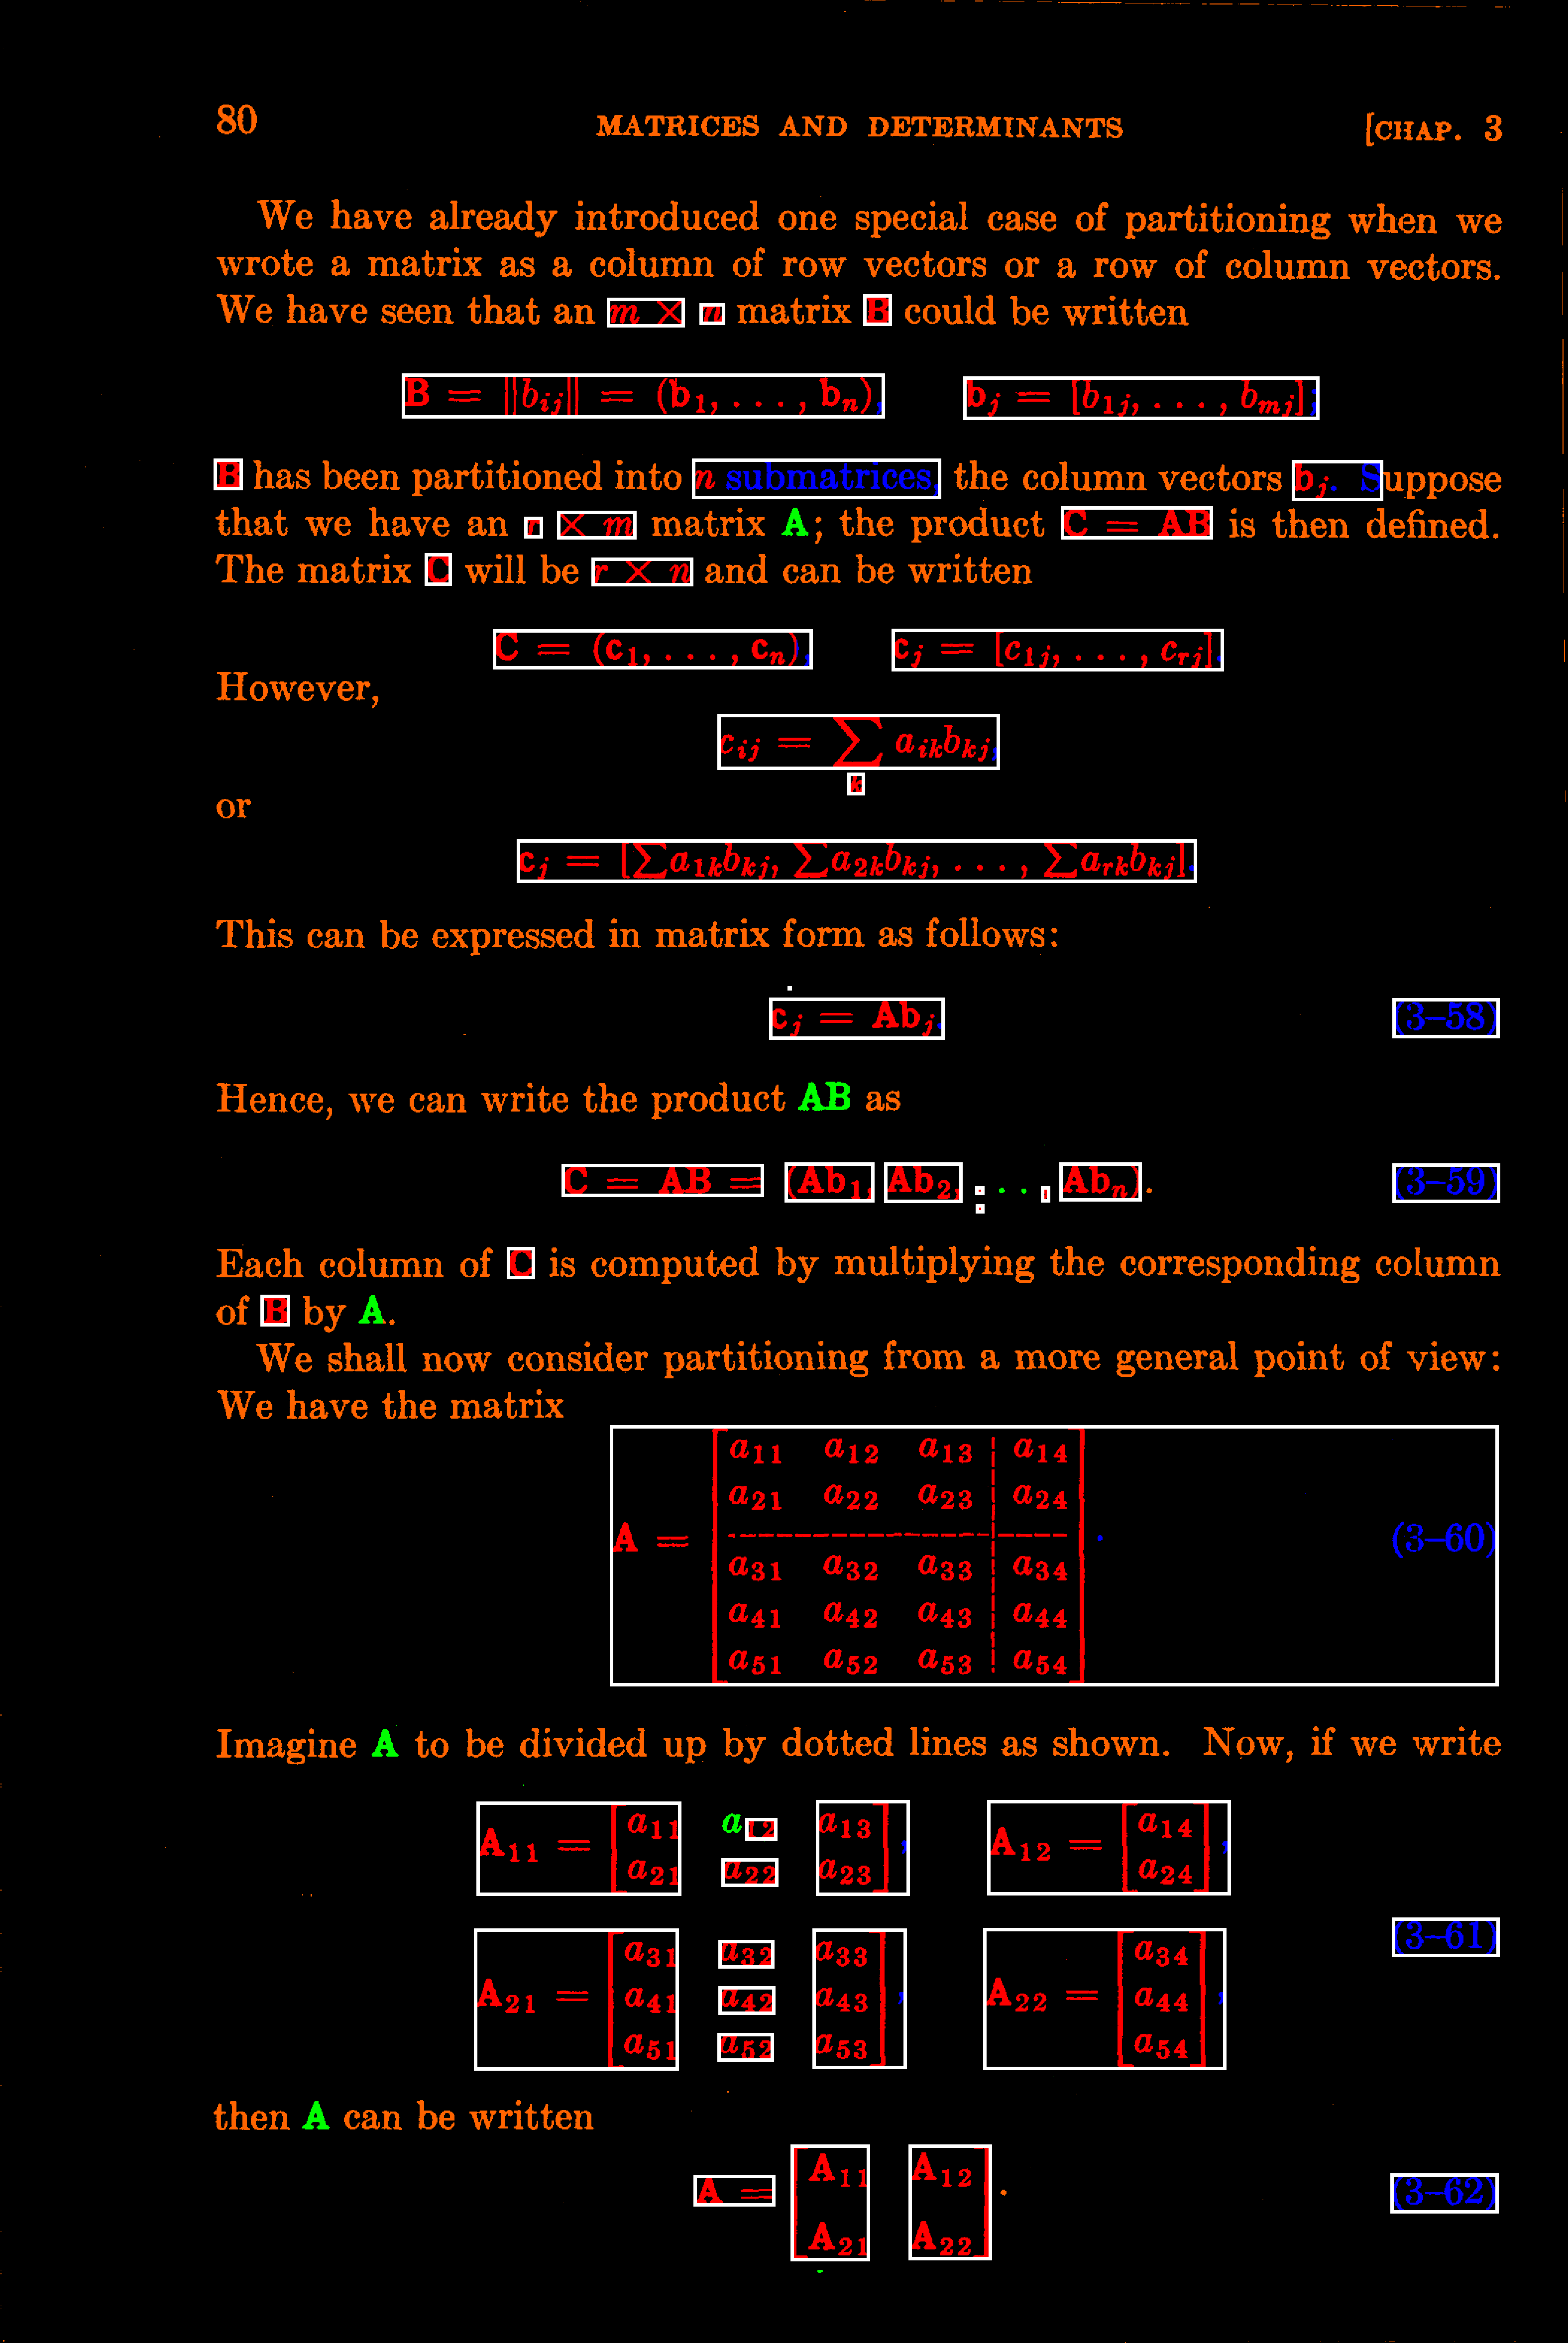 80 MATRICES AND DETERMINANTS [CHAP. 3
We have already introduced one special case of partitioning when we
wrote a matrix as a column of row vectors or a row of column vectors.
We have seen that an m × n matrix B could be written
B = ||b_ij|| = (b_1, . . . , b_n), b_j = [b_1j, . . . , b_mj];
B has been partitioned into n submatrices, the column vectors b_j. Suppose
that we have an r × m matrix A; the product C = AB is then defined.
The matrix C will be r × n and can be written
C = (c_1, . . . , c_n), c_j = [c_1j, . . . , c_rj].
However,
c_ij = ∑ a_ik b_kj,
k
or
c_j = [∑a_1k b_kj, ∑a_2k b_kj, . . . , ∑a_rk b_kj].
This can be expressed in matrix form as follows:
c_j = Ab_j. (3–58)
Hence, we can write the product AB as
C = AB = (Ab_1, Ab_2, . . . , Ab_n). (3–59)
Each column of C is computed by multiplying the corresponding column
of B by A.
We shall now consider partitioning from a more general point of view:
We have the matrix
a_11 a_12 a_13 a_14
a_21 a_22 a_23 a_24
A = . (3–60)
a_31 a_32 a_33 a_34
a_41 a_42 a_43 a_44
a_51 a_52 a_53 a_54
Imagine A to be divided up by dotted lines as shown. Now, if we write
A_11 = [a_11 a_12 a_13], A_12 = [a_14],
a_21 a_22 a_23 a_24
(3–61)
a_31 a_32 a_33 a_34
A_21 = [a_41 a_42 a_43], A_22 = [a_44],
a_51 a_52 a_53 a_54
then A can be written
A_11 A_12
A = [ ]. (3–62)
A_21 A_22